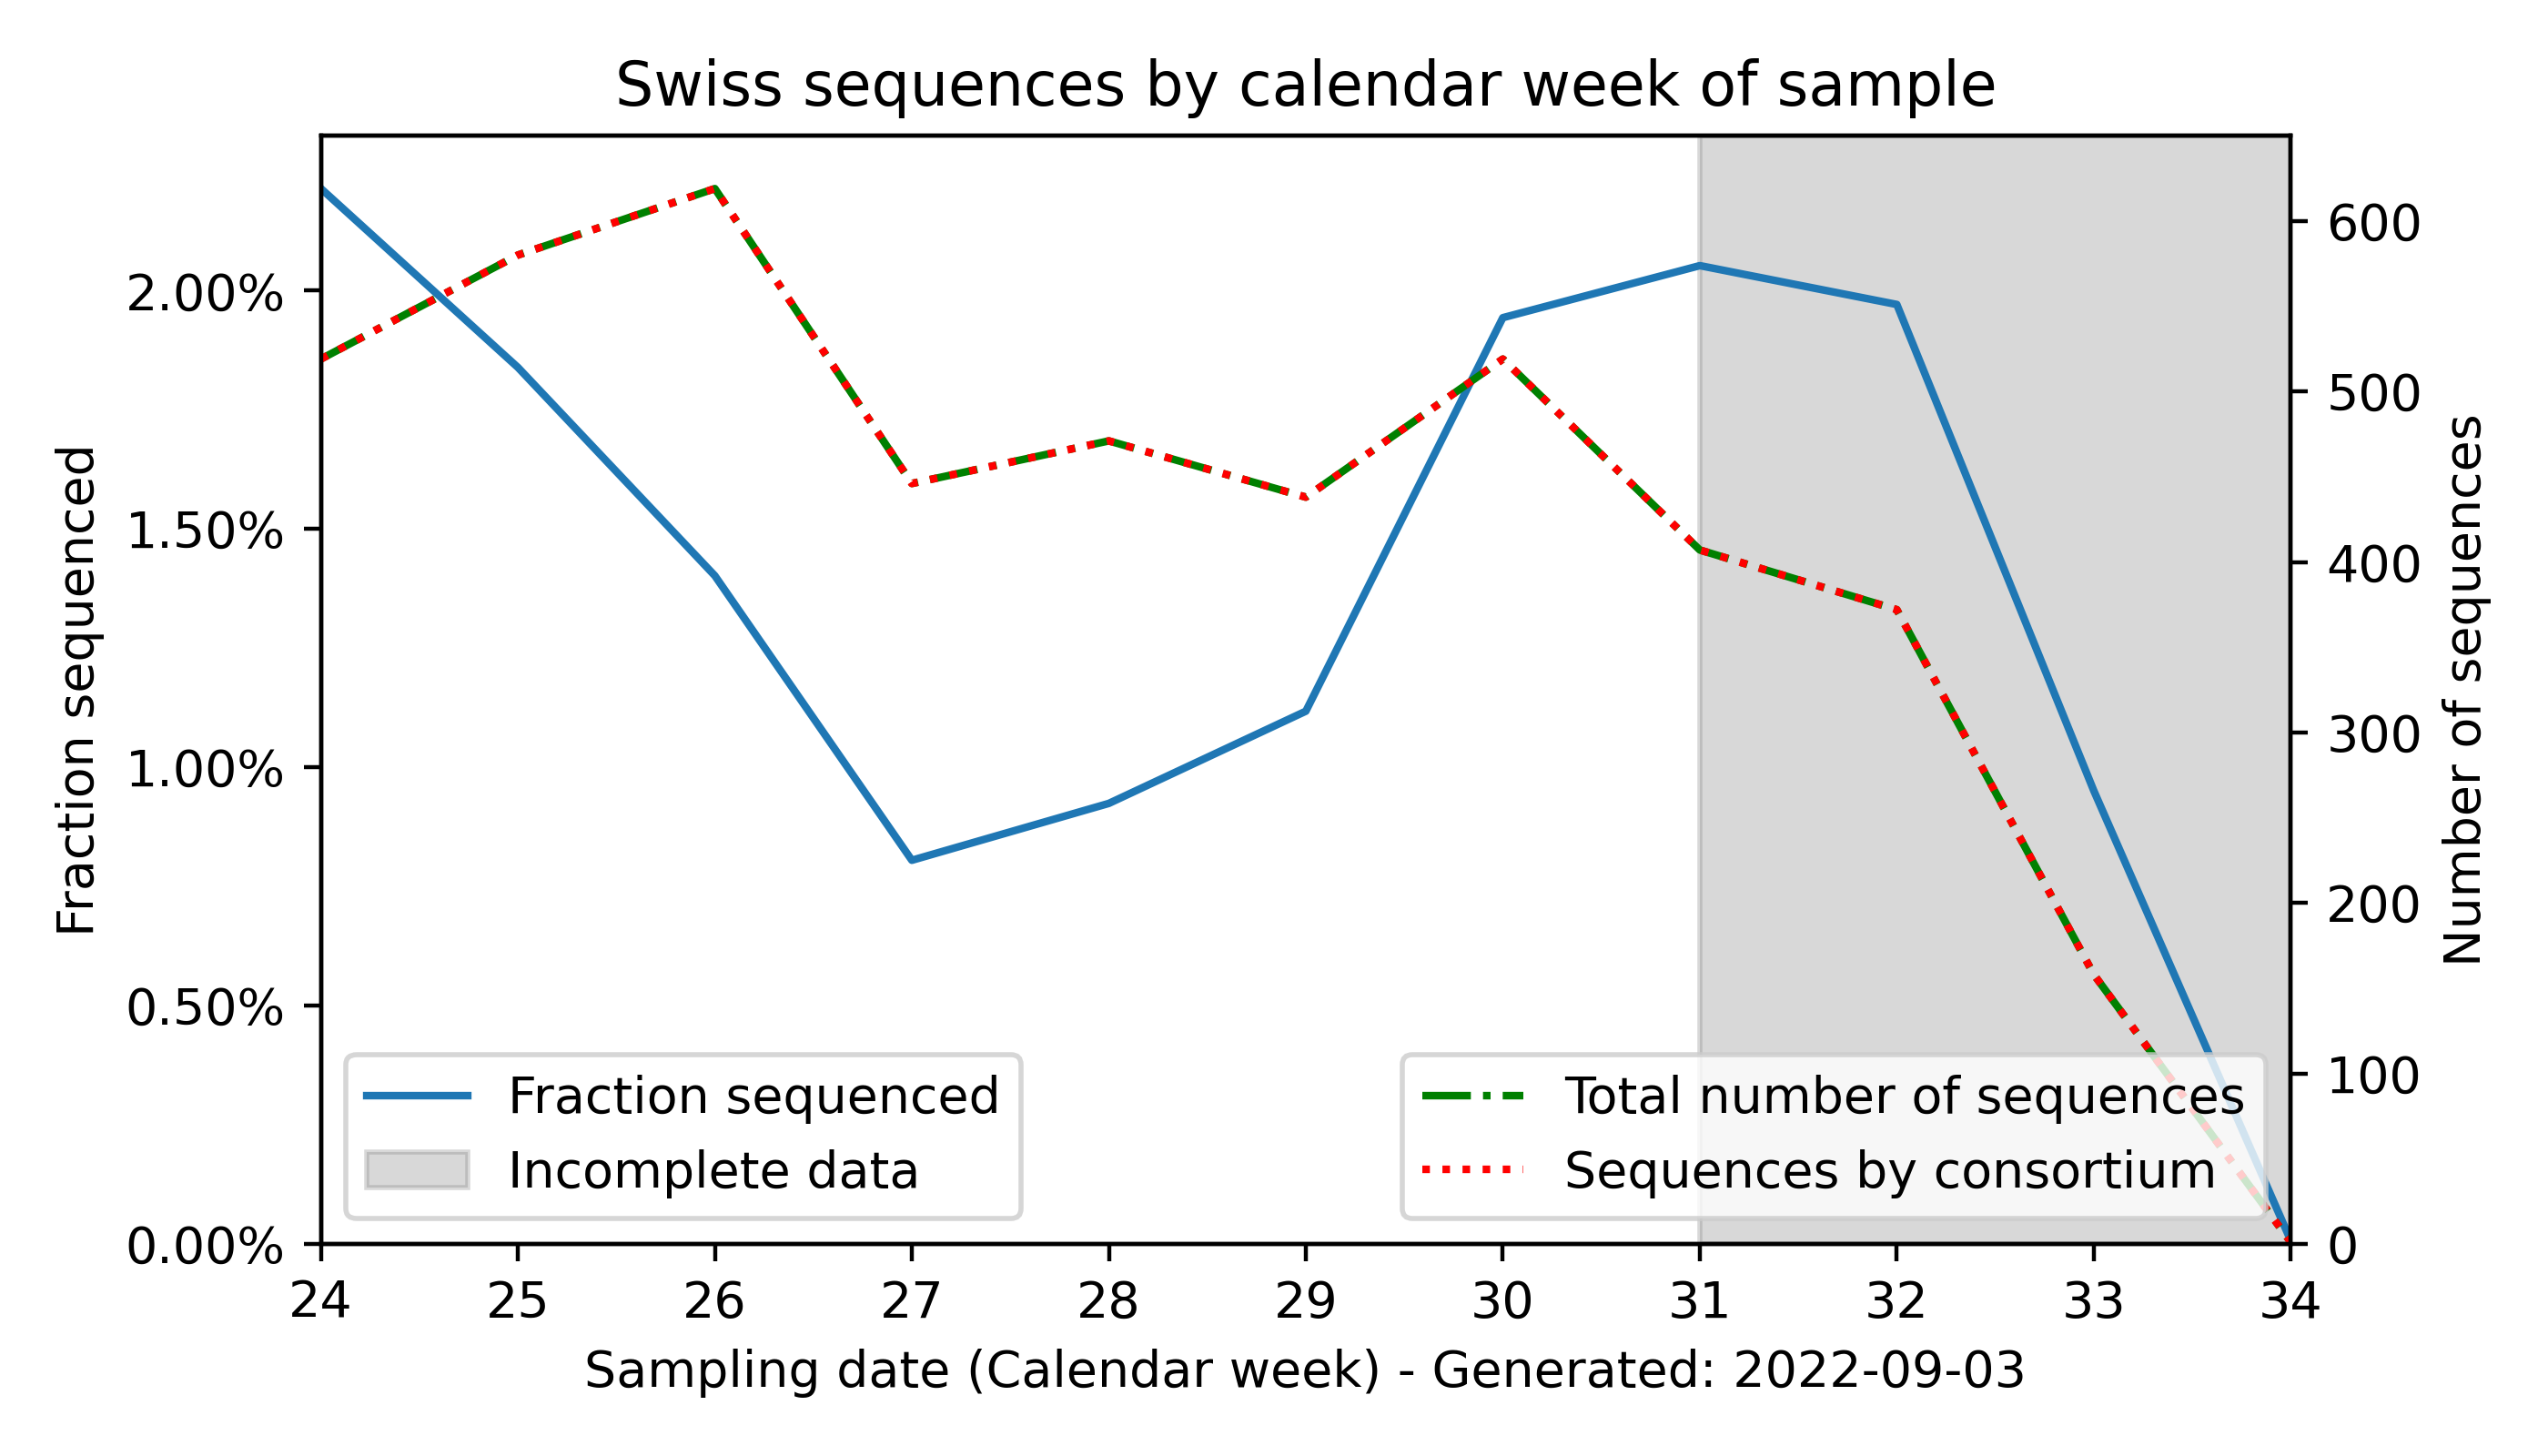 Swiss sequences by calendar week of sample
Fraction sequenced
2.00%
1.50%
1.00%
0.50%
0.00%
600
500
400
300
200
100
0
Number of sequences
Fraction sequenced
Incomplete data
Total number of sequences
Sequences by consortium
24 25 26 27 28 29 30 31 32 33 34
Sampling date (Calendar week) - Generated: 2022-09-03